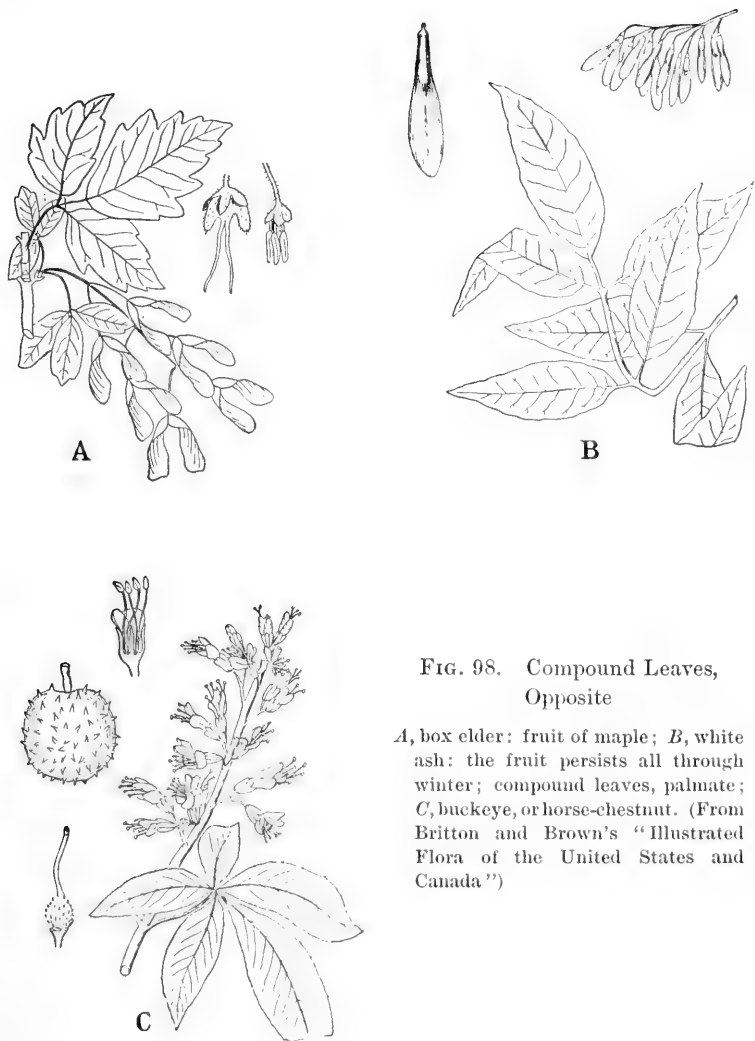 A
B
FIG. 98. Compound Leaves,
Opposite
A, box elder: fruit of maple; B, white
ash: the fruit persists all through
winter; compound leaves, palmate;
C, buckeye, or horse-chestnut. (From
Britton and Brown's "Illustrated
Flora of the United States and
Canada")
C